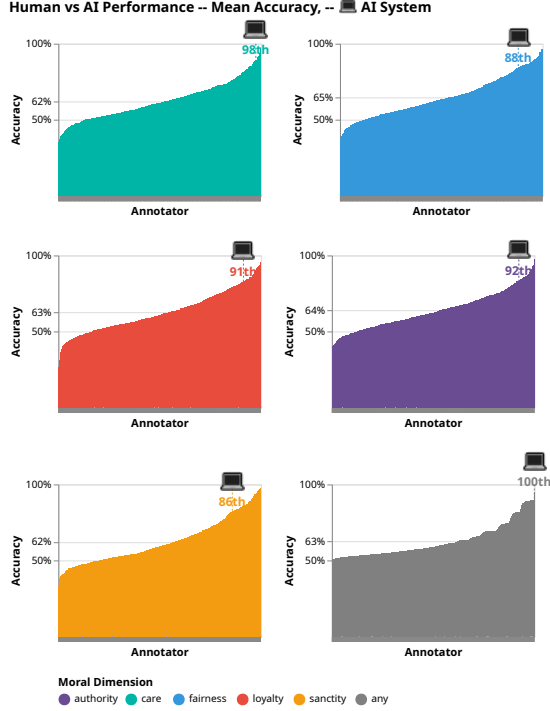 Human vs AI Performance -- Mean Accuracy, -- 💻 AI System
98th
100%
62%
50%
Accuracy
Annotator
88th
100%
65%
50%
Accuracy
Annotator
91th
100%
63%
50%
Accuracy
Annotator
92th
100%
64%
50%
Accuracy
Annotator
86th
100%
62%
50%
Accuracy
Annotator
100th
100%
63%
50%
Accuracy
Annotator
Moral Dimension
authority care fairness loyalty sanctity any